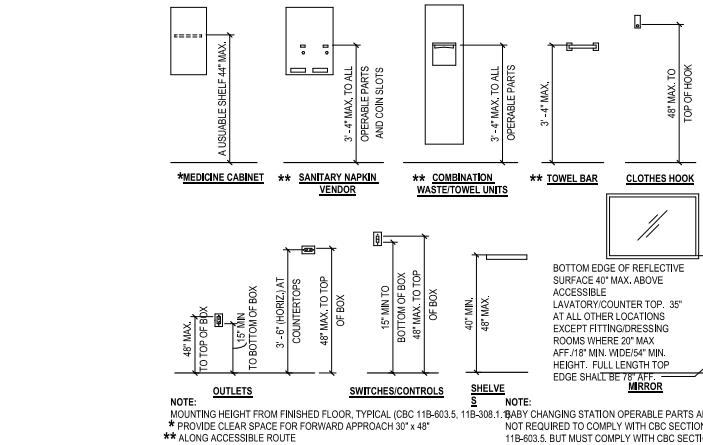 A USUABLE SHELF 44" MAX.
3' - 4" MAX. TO ALL
OPERABLE PARTS
AND COIN SLOTS
3' - 4" MAX. TO ALL
OPERABLE PARTS
3' - 4" MAX.
48" MAX. TO
TOP OF HOOK
*MEDICINE CABINET
** SANITARY NAPKIN
VENDOR
** COMBINATION
WASTE/TOWEL UNITS
** TOWEL BAR
CLOTHES HOOK
48" MAX.
TO TOP OF BOX
15" MIN
TO BOTTOM OF BOX
3' - 6" (HORIZ.) AT
COUNTERTOPS
48" MAX. TO TOP
OF BOX
15" MIN TO
BOTTOM OF BOX
48" MAX. TO TOP
OF BOX
40" MIN.
48" MAX.
BOTTOM EDGE OF REFLECTIVE
SURFACE 40" MAX. ABOVE
ACCESSIBLE
LAVATORY/COUNTER TOP. 35"
AT ALL OTHER LOCATIONS
EXCEPT FITTING/DRESSING
ROOMS WHERE 20" MAX
AFF./18" MIN. WIDE/54" MIN.
HEIGHT. FULL LENGTH TOP
EDGE SHALL BE 78" AFF.
MIRROR
OUTLETS
SWITCHES/CONTROLS
SHELVE
S
NOTE:
MOUNTING HEIGHT FROM FINISHED FLOOR, TYPICAL (CBC 11B-603.5, 11B-308.1.1)
* PROVIDE CLEAR SPACE FOR FORWARD APPROACH 30" x 48"
** ALONG ACCESSIBLE ROUTE
NOTE:
BABY CHANGING STATION OPERABLE PARTS
NOT REQUIRED TO COMPLY WITH CBC SECTION
11B-603.5, BUT MUST COMPLY WITH CBC